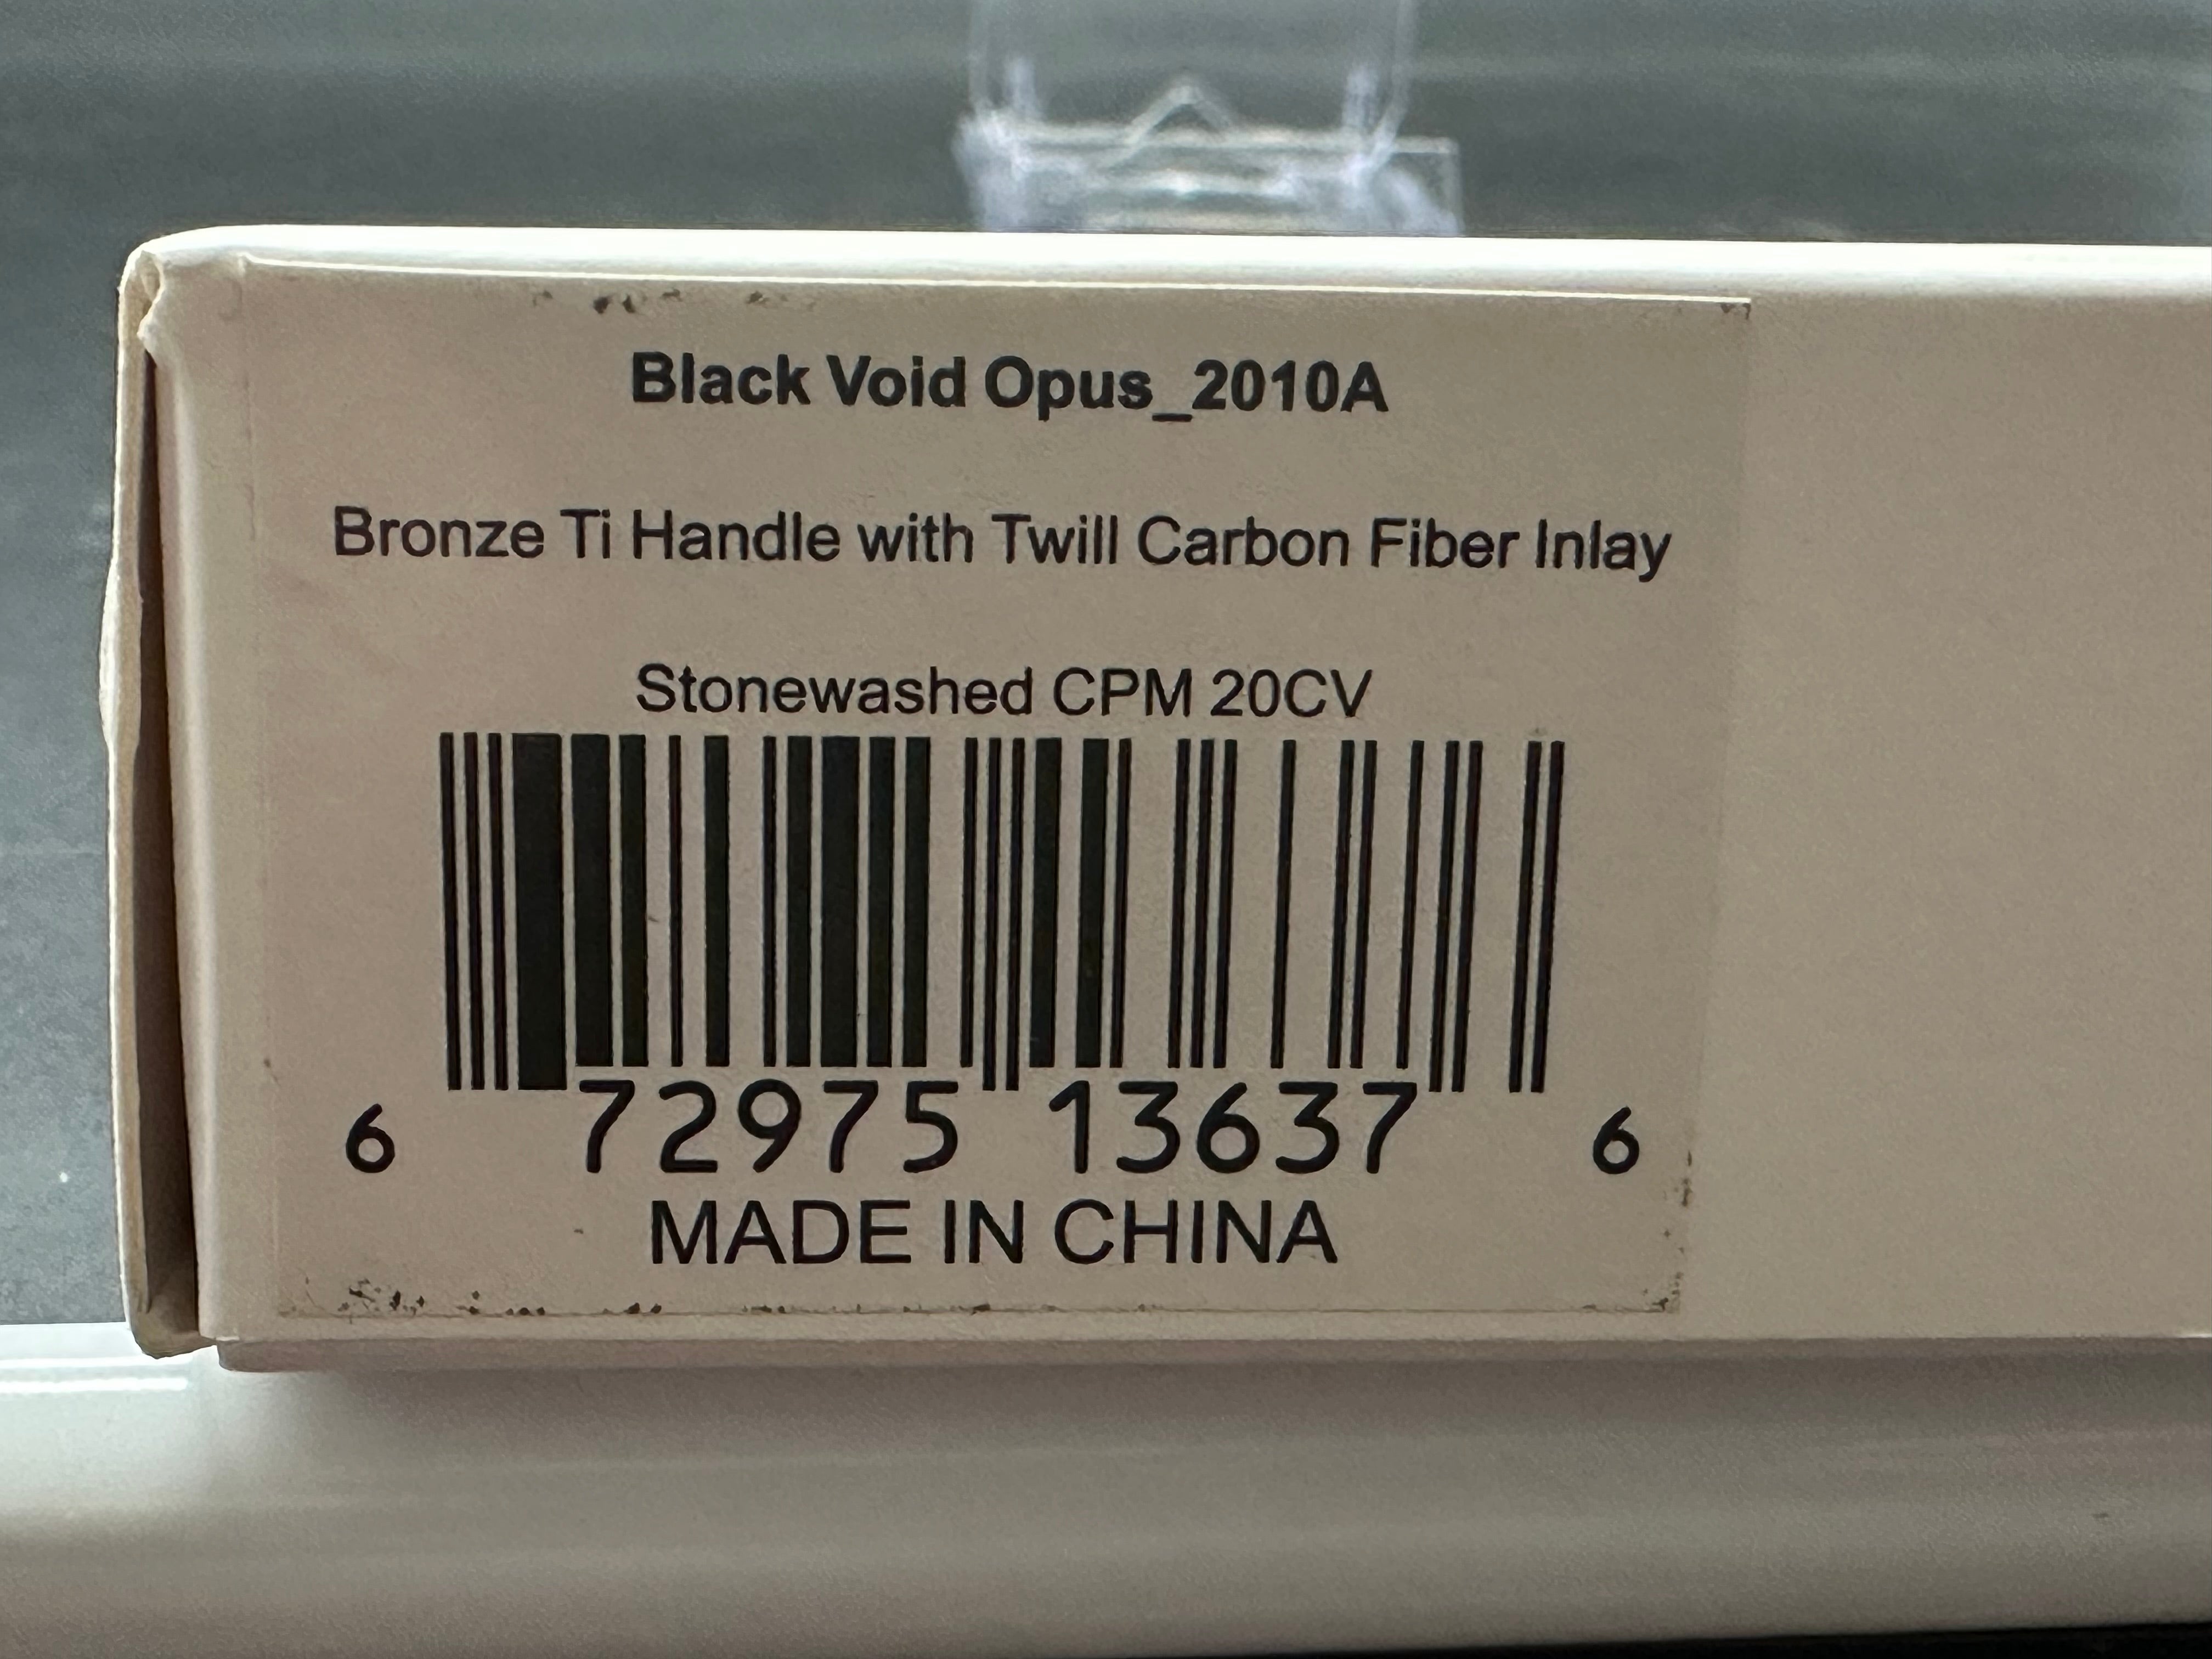 Black Void Opus_2010A
Bronze Ti Handle with Twill Carbon Fiber Inlay
Stonewashed CPM 20CV
6 72975 13637 6
MADE IN CHINA